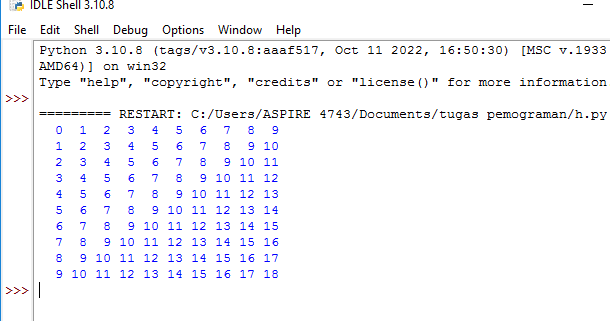 IDLE Shell 3.10.8
File Edit Shell Debug Options Window Help
Python 3.10.8 (tags/v3.10.8:aaaf517, Oct 11 2022, 16:50:30) [MSC v.1933
AMD64)] on win32
Type "help", "copyright", "credits" or "license()" for more information
>>>
========= RESTART: C:/Users/ASPIRE 4743/Documents/tugas pemograman/h.py
0 1 2 3 4 5 6 7 8 9
1 2 3 4 5 6 7 8 9 10
2 3 4 5 6 7 8 9 10 11
3 4 5 6 7 8 9 10 11 12
4 5 6 7 8 9 10 11 12 13
5 6 7 8 9 10 11 12 13 14
6 7 8 9 10 11 12 13 14 15
7 8 9 10 11 12 13 14 15 16
8 9 10 11 12 13 14 15 16 17
9 10 11 12 13 14 15 16 17 18
>>>